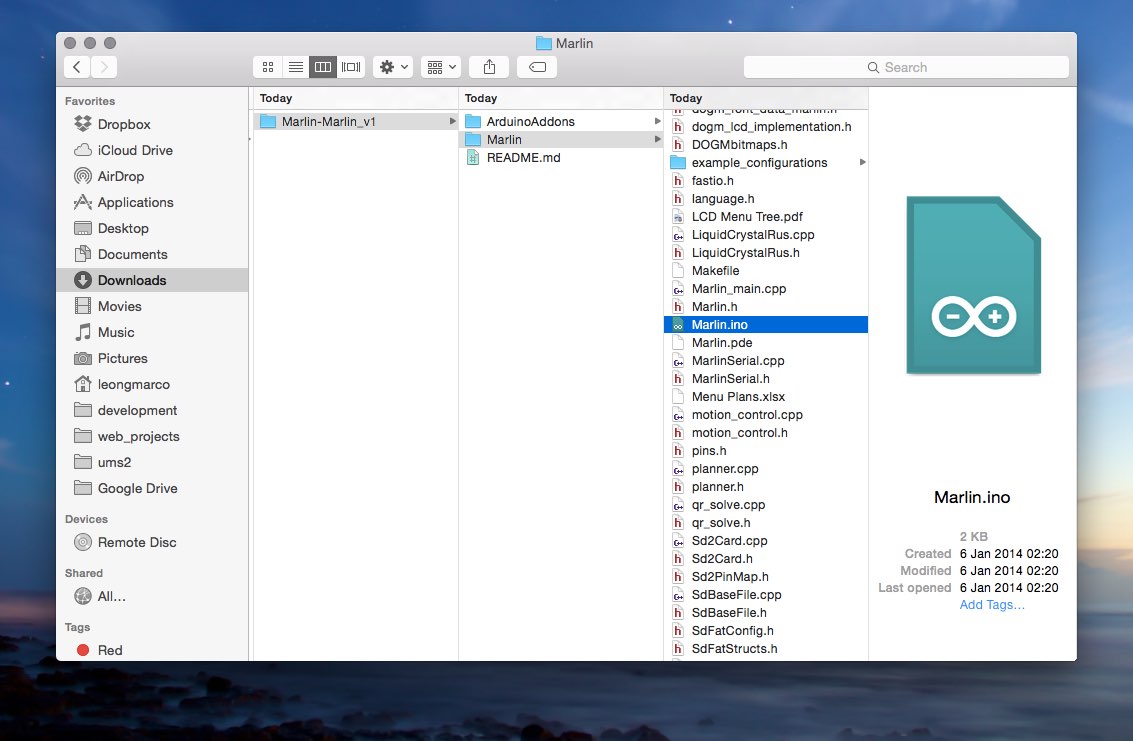 Marlin
Search
Favorites
Dropbox
iCloud Drive
AirDrop
Applications
Desktop
Documents
Downloads
Movies
Music
Pictures
leongmarco
development
web_projects
ums2
Google Drive
Devices
Remote Disc
Shared
All...
Tags
Red
Today
Marlin-Marlin_v1
Today
ArduinoAddons
Marlin
README.md
Today
dogm_font_data_marlin.h
dogm_lcd_implementation.h
DOGMbitmaps.h
example_configurations
fastio.h
language.h
LCD Menu Tree.pdf
LiquidCrystalRus.cpp
LiquidCrystalRus.h
Makefile
Marlin_main.cpp
Marlin.h
Marlin.ino
Marlin.pde
MarlinSerial.cpp
MarlinSerial.h
Menu Plans.xlsx
motion_control.cpp
motion_control.h
pins.h
planner.cpp
planner.h
qr_solve.cpp
qr_solve.h
Sd2Card.cpp
Sd2Card.h
Sd2PinMap.h
SdBaseFile.cpp
SdBaseFile.h
SdFatConfig.h
SdFatStructs.h
Marlin.ino
2 KB
Created 6 Jan 2014 02:20
Modified 6 Jan 2014 02:20
Last opened 6 Jan 2014 02:20
Add Tags...